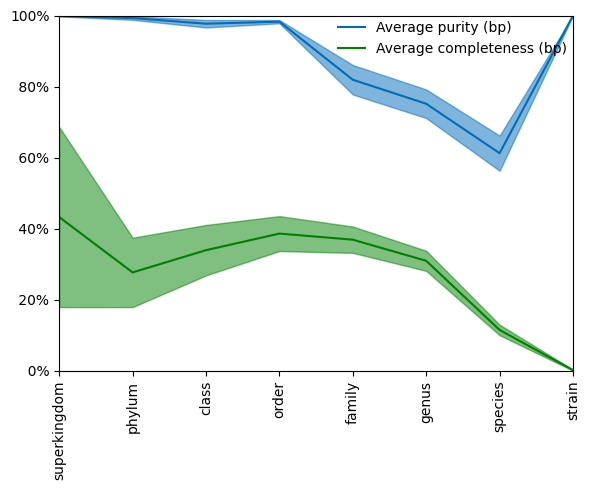 100%
80%
60%
40%
20%
0%
Average purity (bp)
Average completeness (bp)
superkingdom
phylum
class
order
family
genus
species
strain